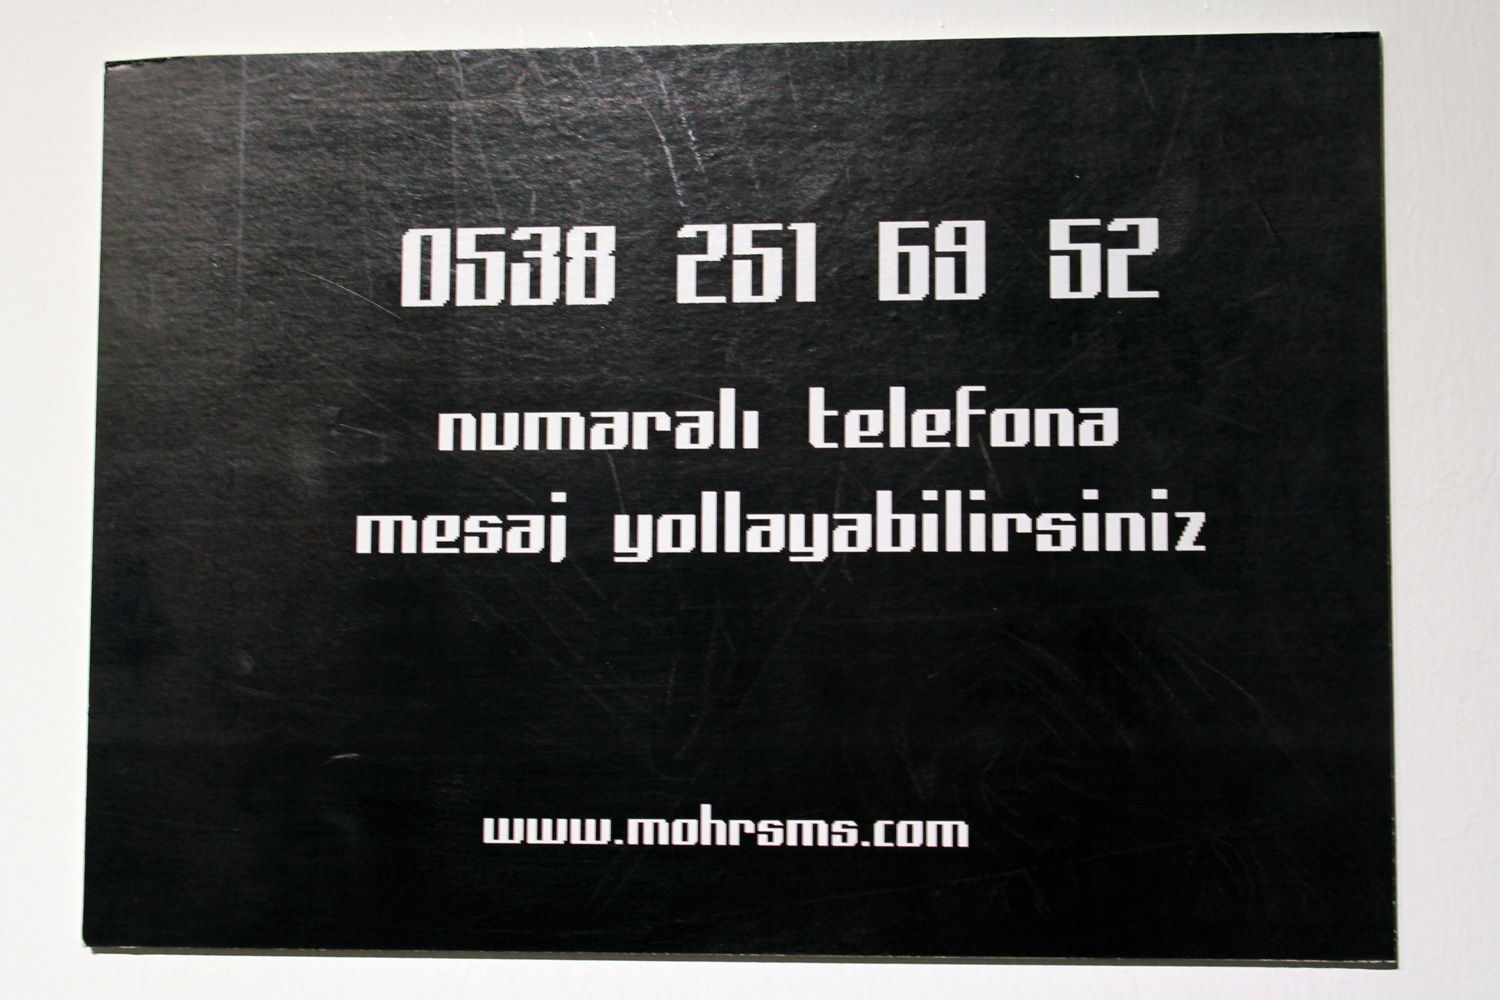 0538 251 69 52
numaralı telefona
mesaj yollayabilirsiniz
www.mohrsms.com